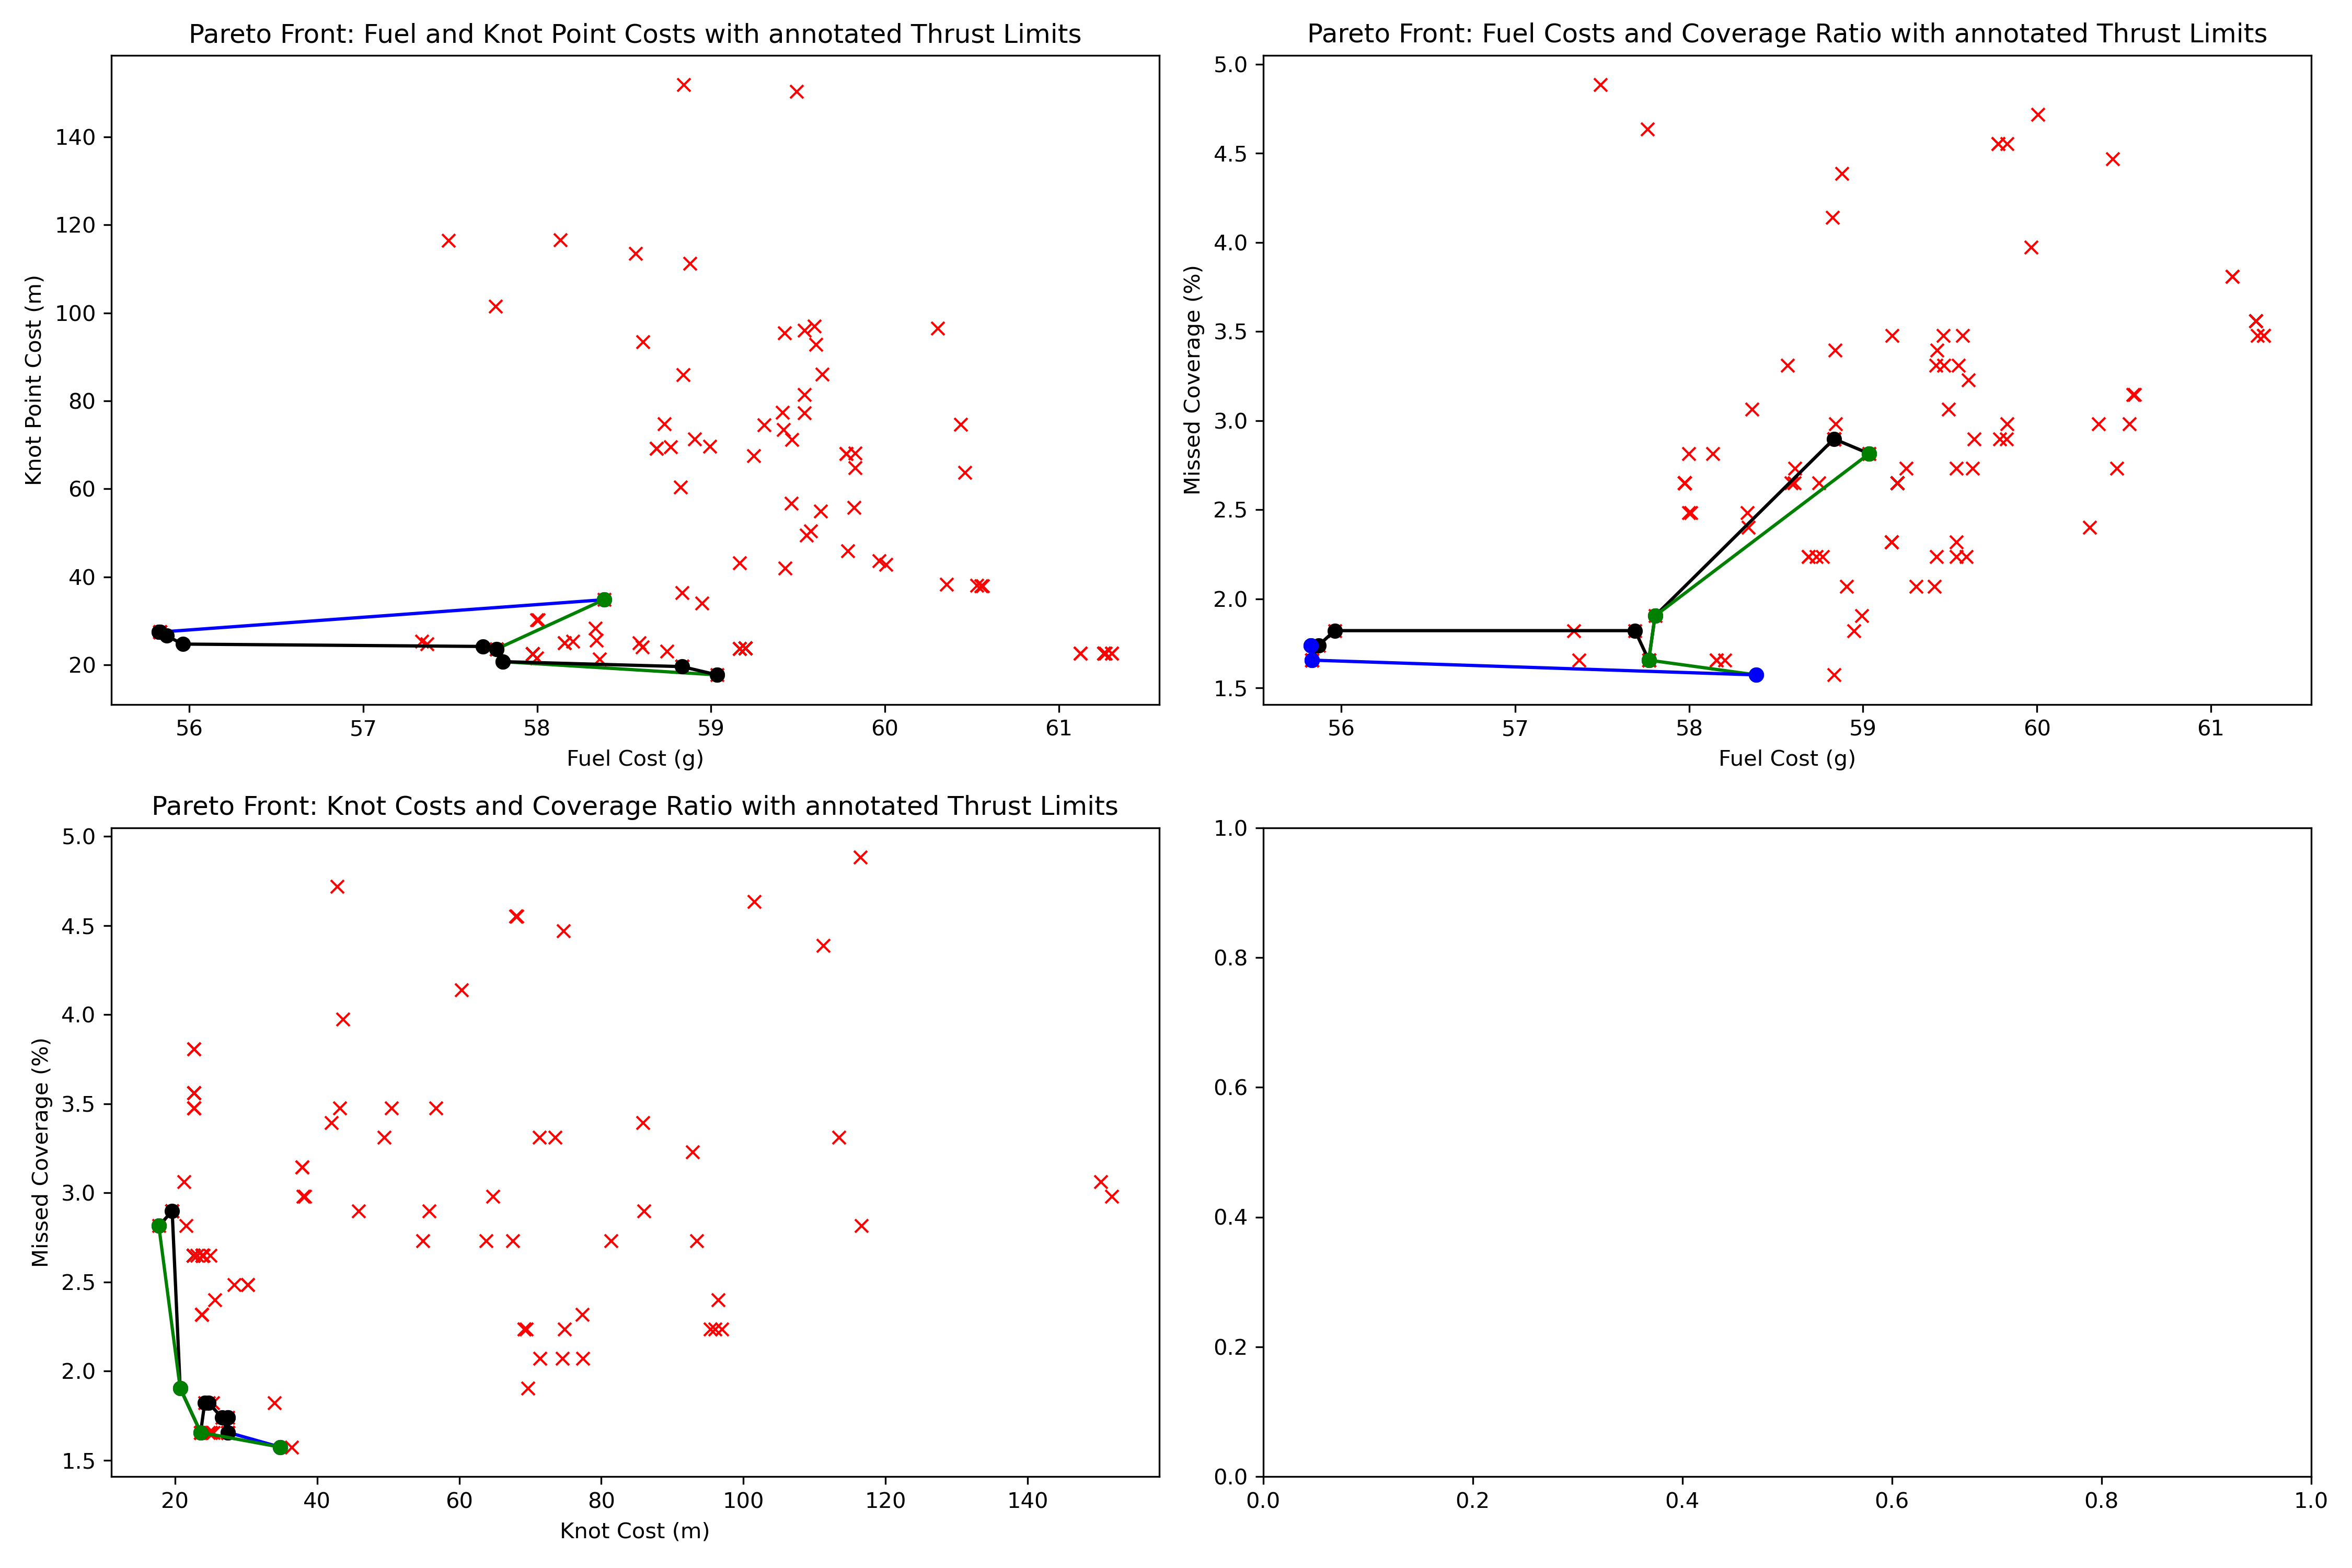 Pareto Front: Fuel and Knot Point Costs with annotated Thrust Limits
Knot Point Cost (m)
140
120
100
80
60
40
20
56 57 58 59 60 61
Fuel Cost (g)
Pareto Front: Fuel Costs and Coverage Ratio with annotated Thrust Limits
Missed Coverage (%)
5.0
4.5
4.0
3.5
3.0
2.5
2.0
1.5
56 57 58 59 60 61
Fuel Cost (g)
Pareto Front: Knot Costs and Coverage Ratio with annotated Thrust Limits
Missed Coverage (%)
5.0
4.5
4.0
3.5
3.0
2.5
2.0
1.5
20 40 60 80 100 120 140
Knot Cost (m)
1.0
0.8
0.6
0.4
0.2
0.0
0.0 0.2 0.4 0.6 0.8 1.0